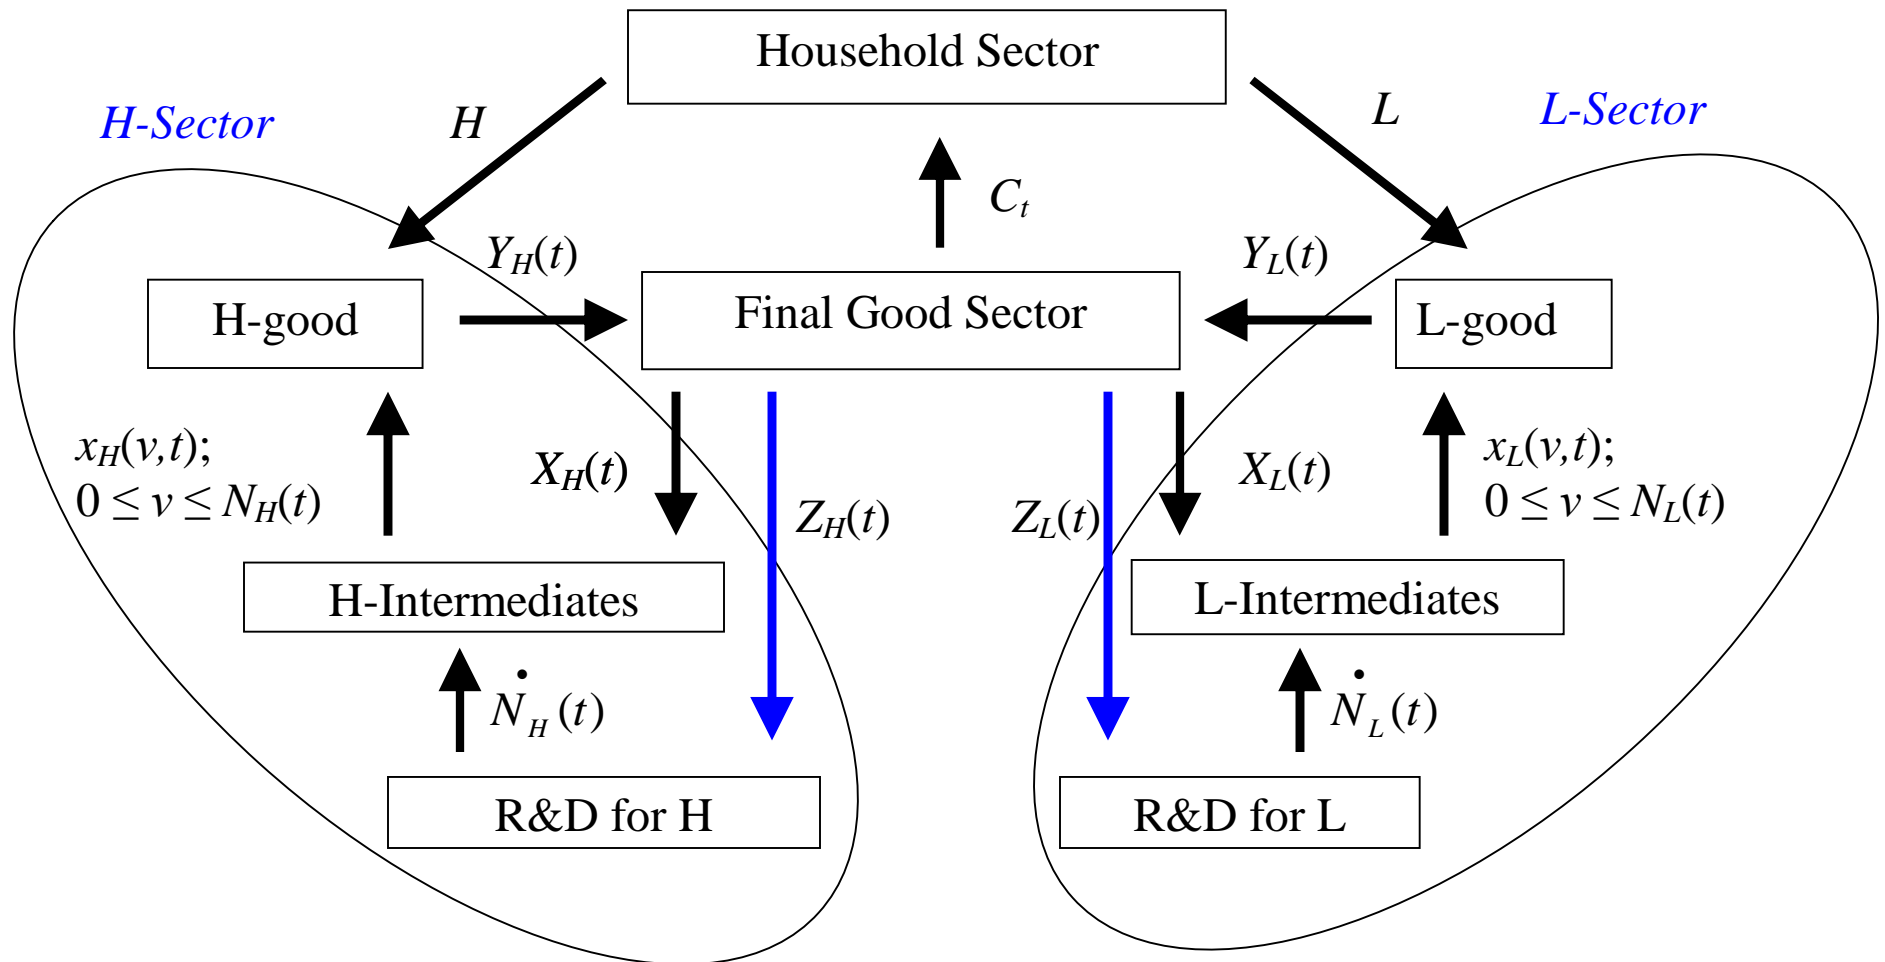 Household Sector
H-Sector
H
L
L-Sector
C_t
Y_H(t)
Y_L(t)
H-good
Final Good Sector
L-good
x_H(v,t);
0 ≤ v ≤ N_H(t)
X_H(t)
Z_H(t)
Z_L(t)
X_L(t)
x_L(v,t);
0 ≤ v ≤ N_L(t)
H-Intermediates
L-Intermediates
Ṅ_H(t)
Ṅ_L(t)
R&D for H
R&D for L